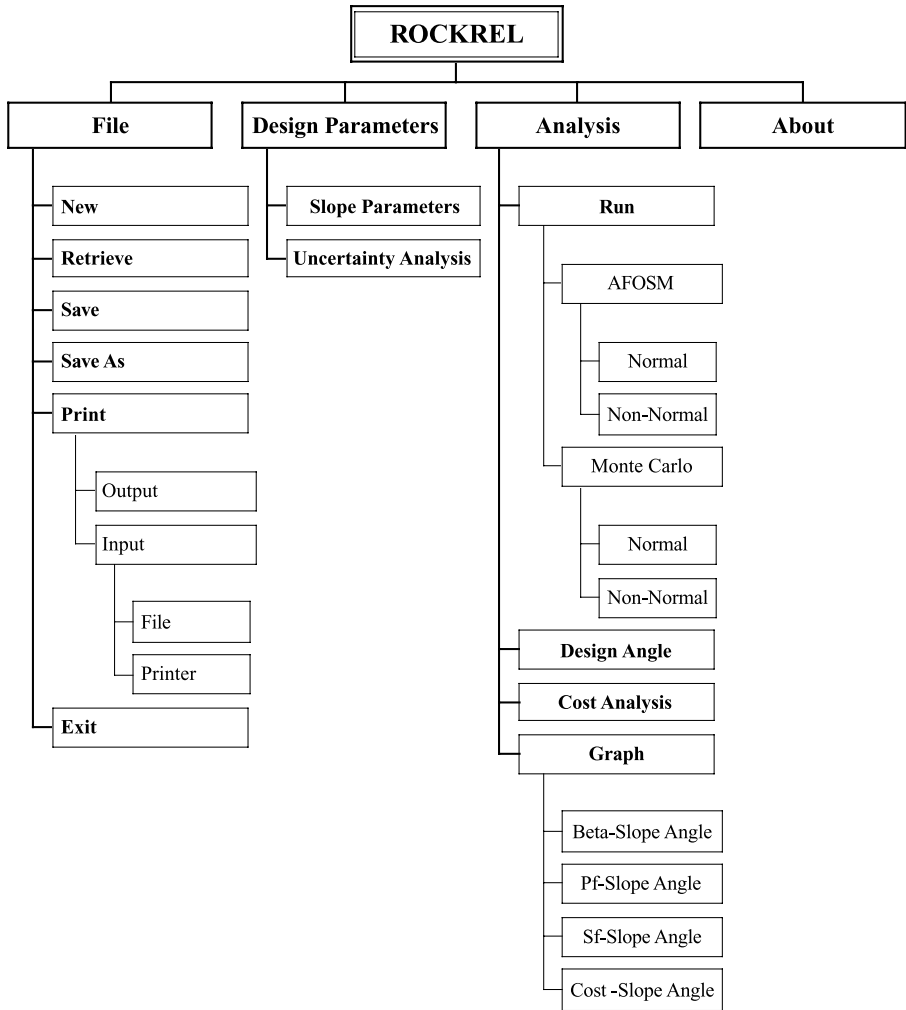 ROCKREL
File
Design Parameters
Analysis
About
New
Retrieve
Save
Save As
Print
Output
Input
File
Printer
Exit
Slope Parameters
Uncertainty Analysis
Run
AFOSM
Normal
Non-Normal
Monte Carlo
Normal
Non-Normal
Design Angle
Cost Analysis
Graph
Beta-Slope Angle
Pf-Slope Angle
Sf-Slope Angle
Cost -Slope Angle